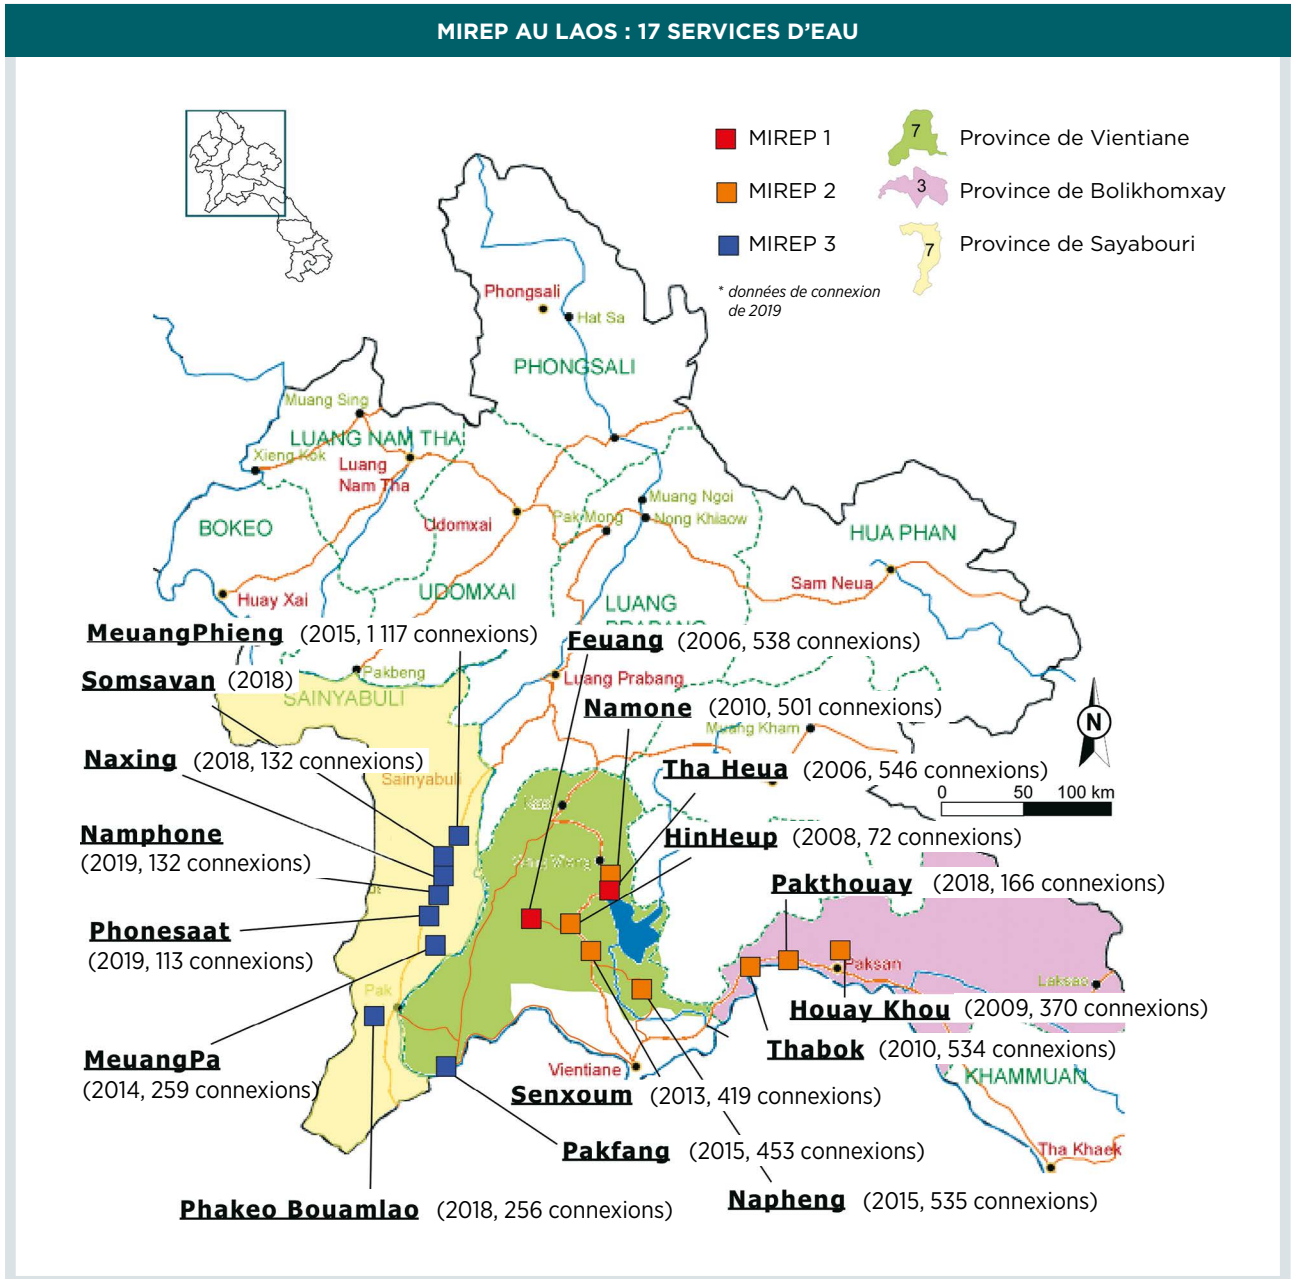 MIREP AU LAOS : 17 SERVICES D’EAU
MIREP 1
MIREP 2
MIREP 3
* données de connexion
de 2019
7
Province de Vientiane
3
Province de Bolikhomxay
7
Province de Sayabouri
Phongsali
Hat Sa
PHONGSALI
Muang Sing
LUANG NAM THA
Xieng Kok
Luang
Nam Tha
Muang Ngoi
BOKEO
Udomxai
Pak Mong
Nong Khiaow
HUA PHAN
Sam Neua
Huay Xai
UDOMXAI
LUANG
PRABANG
MeuangPhieng (2015, 1 117 connexions)
Feuang (2006, 538 connexions)
Pakbeng
Luang Prabang
Somsavan (2018)
SAINYABULI
Namone (2010, 501 connexions)
Muang Kham
N
Naxing (2018, 132 connexions)
Sainyabuli
Tha Heua (2006, 546 connexions)
0 50 100 km
Namphone
(2019, 132 connexions)
HinHeup (2008, 72 connexions)
Pakthouay (2018, 166 connexions)
Phonesaat
(2019, 113 connexions)
Paksan
Laksao
Pak
Houay Khou (2009, 370 connexions)
MeuangPa
(2014, 259 connexions)
Thabok (2010, 534 connexions)
Vientiane
KHAMMUAN
Senxoum (2013, 419 connexions)
Pakfang (2015, 453 connexions)
Tha Khaek
Napheng (2015, 535 connexions)
Phakeo Bouamlao (2018, 256 connexions)